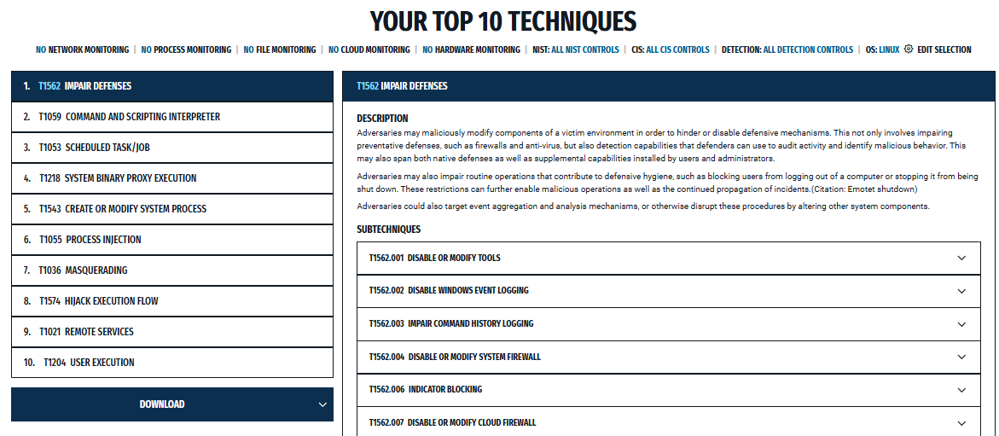 YOUR TOP 10 TECHNIQUES
NO NETWORK MONITORING | NO PROCESS MONITORING | NO FILE MONITORING | NO CLOUD MONITORING | NO HARDWARE MONITORING | NIST: ALL NIST CONTROLS | CIS: ALL CIS CONTROLS | DETECTION: ALL DETECTION CONTROLS | OS: LINUX EDIT SELECTION
1. T1562 IMPAIR DEFENSES
2. T1059 COMMAND AND SCRIPTING INTERPRETER
3. T1053 SCHEDULED TASK/JOB
4. T1218 SYSTEM BINARY PROXY EXECUTION
5. T1543 CREATE OR MODIFY SYSTEM PROCESS
6. T1055 PROCESS INJECTION
7. T1036 MASQUERADING
8. T1574 HIJACK EXECUTION FLOW
9. T1021 REMOTE SERVICES
10. T1204 USER EXECUTION
DOWNLOAD
T1562 IMPAIR DEFENSES
DESCRIPTION
Adversaries may maliciously modify components of a victim environment in order to hinder or disable defensive mechanisms. This not only involves impairing
preventative defenses, such as firewalls and anti-virus, but also detection capabilities that defenders can use to audit activity and identify malicious behavior. This
may also span both native defenses as well as supplemental capabilities installed by users and administrators.
Adversaries may also impair routine operations that contribute to defensive hygiene, such as blocking users from logging out of a computer or stopping it from being
shut down. These restrictions can further enable malicious operations as well as the continued propagation of incidents.(Citation: Emotet shutdown)
Adversaries could also target event aggregation and analysis mechanisms, or otherwise disrupt these procedures by altering other system components.
SUBTECHNIQUES
T1562.001 DISABLE OR MODIFY TOOLS
T1562.002 DISABLE WINDOWS EVENT LOGGING
T1562.003 IMPAIR COMMAND HISTORY LOGGING
T1562.004 DISABLE OR MODIFY SYSTEM FIREWALL
T1562.006 INDICATOR BLOCKING
T1562.007 DISABLE OR MODIFY CLOUD FIREWALL